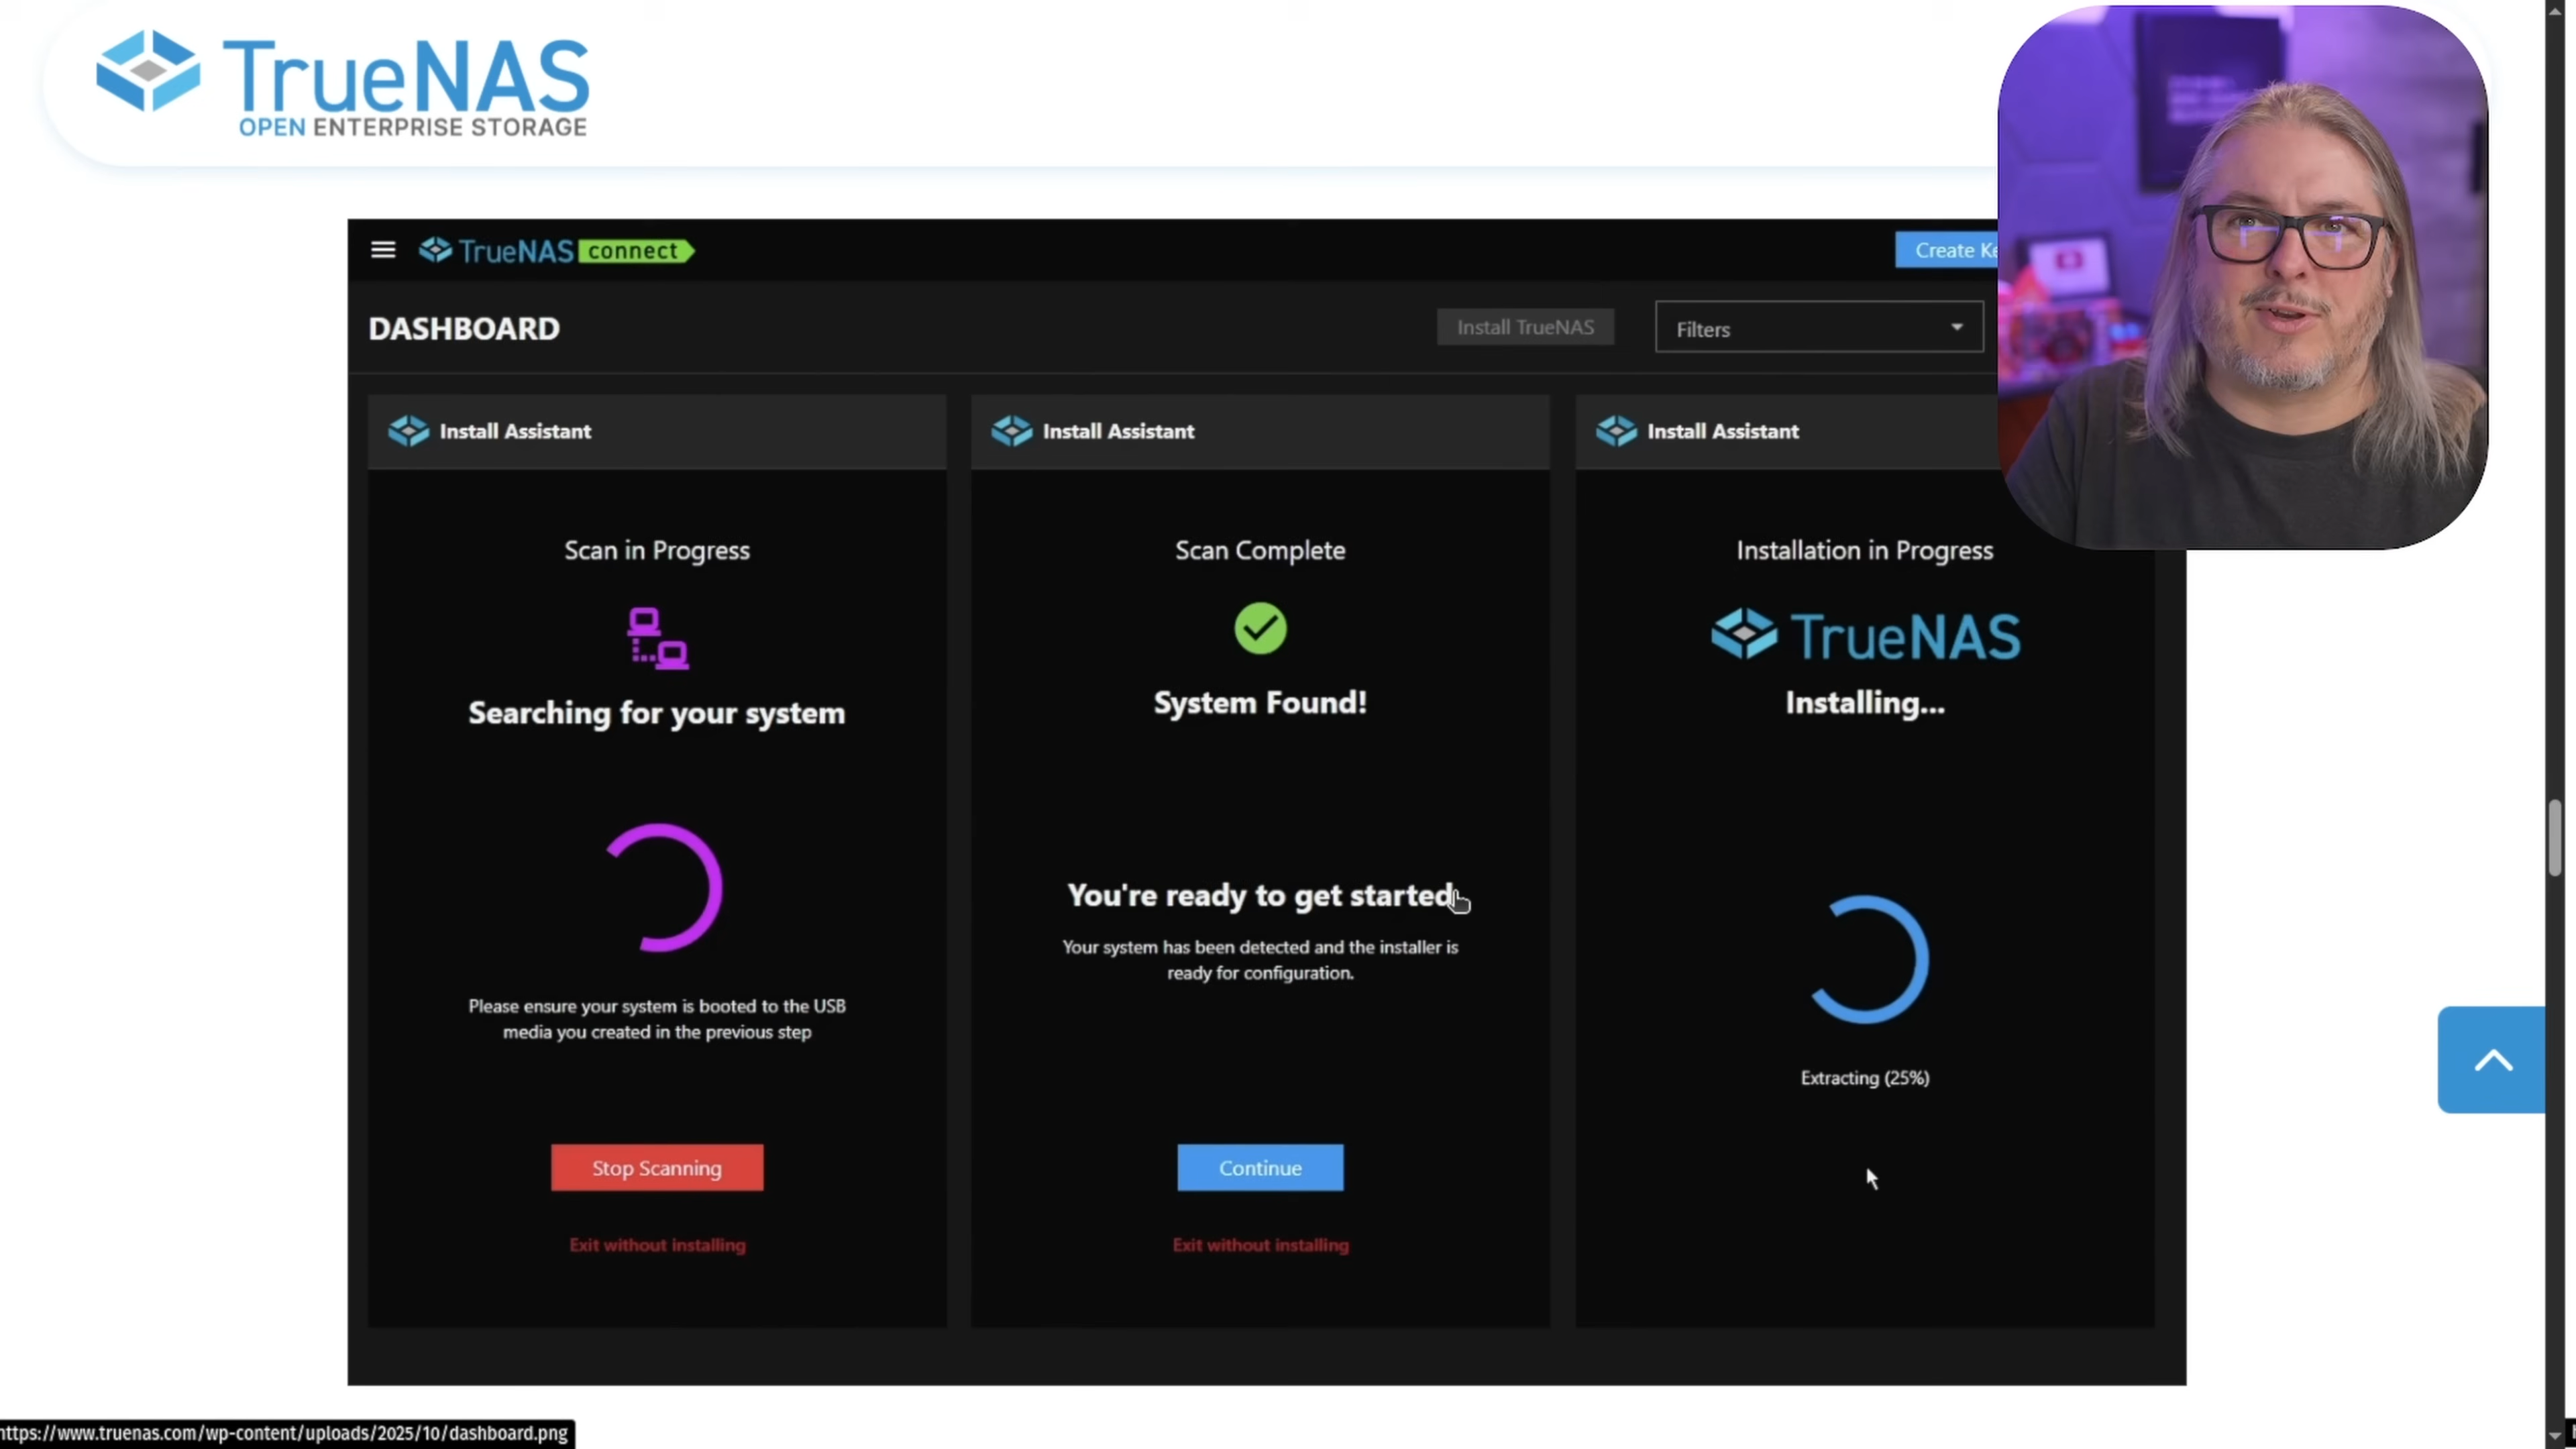 TrueNAS
OPEN ENTERPRISE STORAGE
TrueNAS connect
Create Ke
DASHBOARD
Install TrueNAS
Filters
Install Assistant
Scan in Progress
Searching for your system
Please ensure your system is booted to the USB
media you created in the previous step
Stop Scanning
Exit without installing
Install Assistant
Scan Complete
System Found!
You're ready to get started
Your system has been detected and the installer is
ready for configuration.
Continue
Exit without installing
Install Assistant
Installation in Progress
TrueNAS
Installing...
Extracting (25%)
https://www.truenas.com/wp-content/uploads/2025/10/dashboard.png